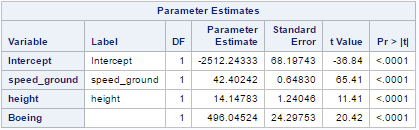 Parameter Estimates
Variable Label DF Parameter Estimate Standard Error t Value Pr > |t|
Intercept Intercept 1 -2512.24333 68.19743 -36.84 <.0001
speed_ground speed_ground 1 42.40242 0.64830 65.41 <.0001
height height 1 14.14783 1.24046 11.41 <.0001
Boeing 1 496.04524 24.29753 20.42 <.0001